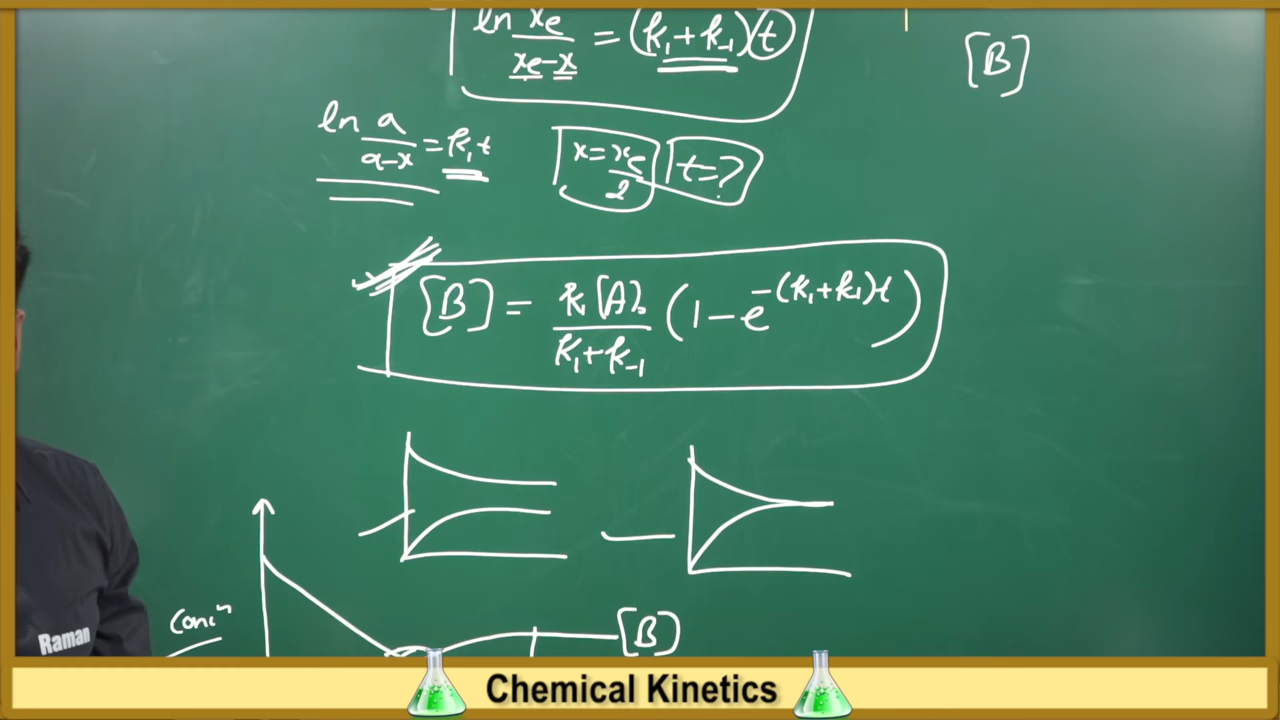 ln xe/(xe-x) = (k₁+k₋₁)(t)
[B]
ln a/(a-x) = k₁t
x = xe/2 t=?
[B] = k₁[A]₀/(k₁+k₋₁) (1-e^-(k₁+k₁)t)
Concⁿ
[B]
Raman
Chemical Kinetics